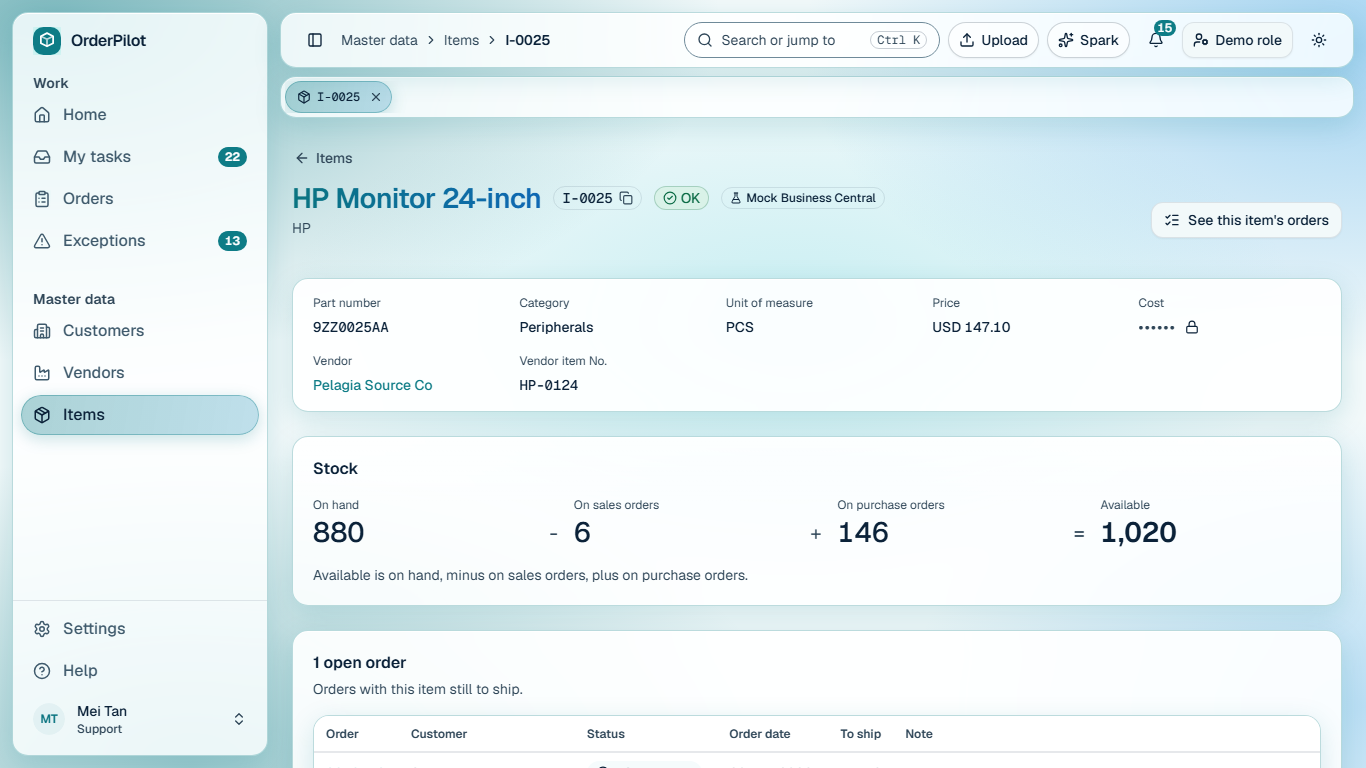 OrderPilot
Work
Home
My tasks 22
Orders
Exceptions 13
Master data
Customers
Vendors
Items
Settings
Help
MT Mei Tan
Support
Master data > Items > I-0025
Search or jump to Ctrl K
Upload
Spark
15
Demo role
I-0025
Items
HP Monitor 24-inch I-0025 OK Mock Business Central
HP
See this item's orders
Part number Category Unit of measure Price Cost
9ZZ0025AA Peripherals PCS USD 147.10 ••••••
Vendor Vendor item No.
Pelagia Source Co HP-0124
Stock
On hand On sales orders On purchase orders Available
880 - 6 + 146 = 1,020
Available is on hand, minus on sales orders, plus on purchase orders.
1 open order
Orders with this item still to ship.
Order Customer Status Order date To ship Note